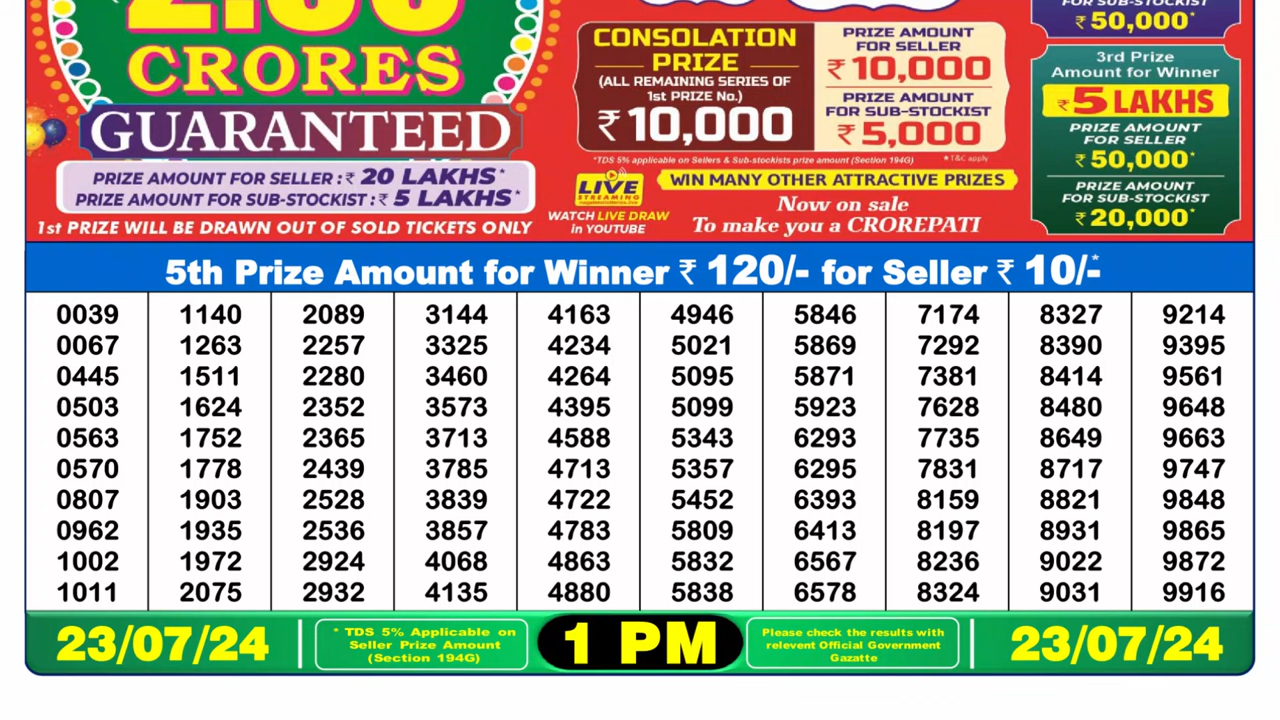 CRORES
GUARANTEED
PRIZE AMOUNT FOR SELLER :₹ 20 LAKHS*
PRIZE AMOUNT FOR SUB-STOCKIST :₹ 5 LAKHS*
1st PRIZE WILL BE DRAWN OUT OF SOLD TICKETS ONLY
CONSOLATION
PRIZE
(ALL REMAINING SERIES OF
1st PRIZE No.)
₹ 10,000
PRIZE AMOUNT
FOR SELLER
₹ 10,000
PRIZE AMOUNT
FOR SUB-STOCKIST
₹ 5,000
*TDS 5% applicable on Sellers & Sub-stockists prize amount (Section 194G)
*T&C apply
LIVE
STREAMING
WATCH LIVE DRAW
in YOUTUBE
WIN MANY OTHER ATTRACTIVE PRIZES
Now on sale
To make you a CROREPATI
FOR SUB-STOCKIST
₹ 50,000*
3rd Prize
Amount for Winner
₹ 5 LAKHS
PRIZE AMOUNT
FOR SELLER
₹ 50,000*
PRIZE AMOUNT
FOR SUB-STOCKIST
₹ 20,000*
5th Prize Amount for Winner ₹ 120/- for Seller ₹ 10/-*
0039 1140 2089 3144 4163 4946 5846 7174 8327 9214
0067 1263 2257 3325 4234 5021 5869 7292 8390 9395
0445 1511 2280 3460 4264 5095 5871 7381 8414 9561
0503 1624 2352 3573 4395 5099 5923 7628 8480 9648
0563 1752 2365 3713 4588 5343 6293 7735 8649 9663
0570 1778 2439 3785 4713 5357 6295 7831 8717 9747
0807 1903 2528 3839 4722 5452 6393 8159 8821 9848
0962 1935 2536 3857 4783 5809 6413 8197 8931 9865
1002 1972 2924 4068 4863 5832 6567 8236 9022 9872
1011 2075 2932 4135 4880 5838 6578 8324 9031 9916
23/07/24
* TDS 5% Applicable on
Seller Prize Amount
(Section 194G)
1 PM
Please check the results with
relevent Official Government
Gazatte
23/07/24